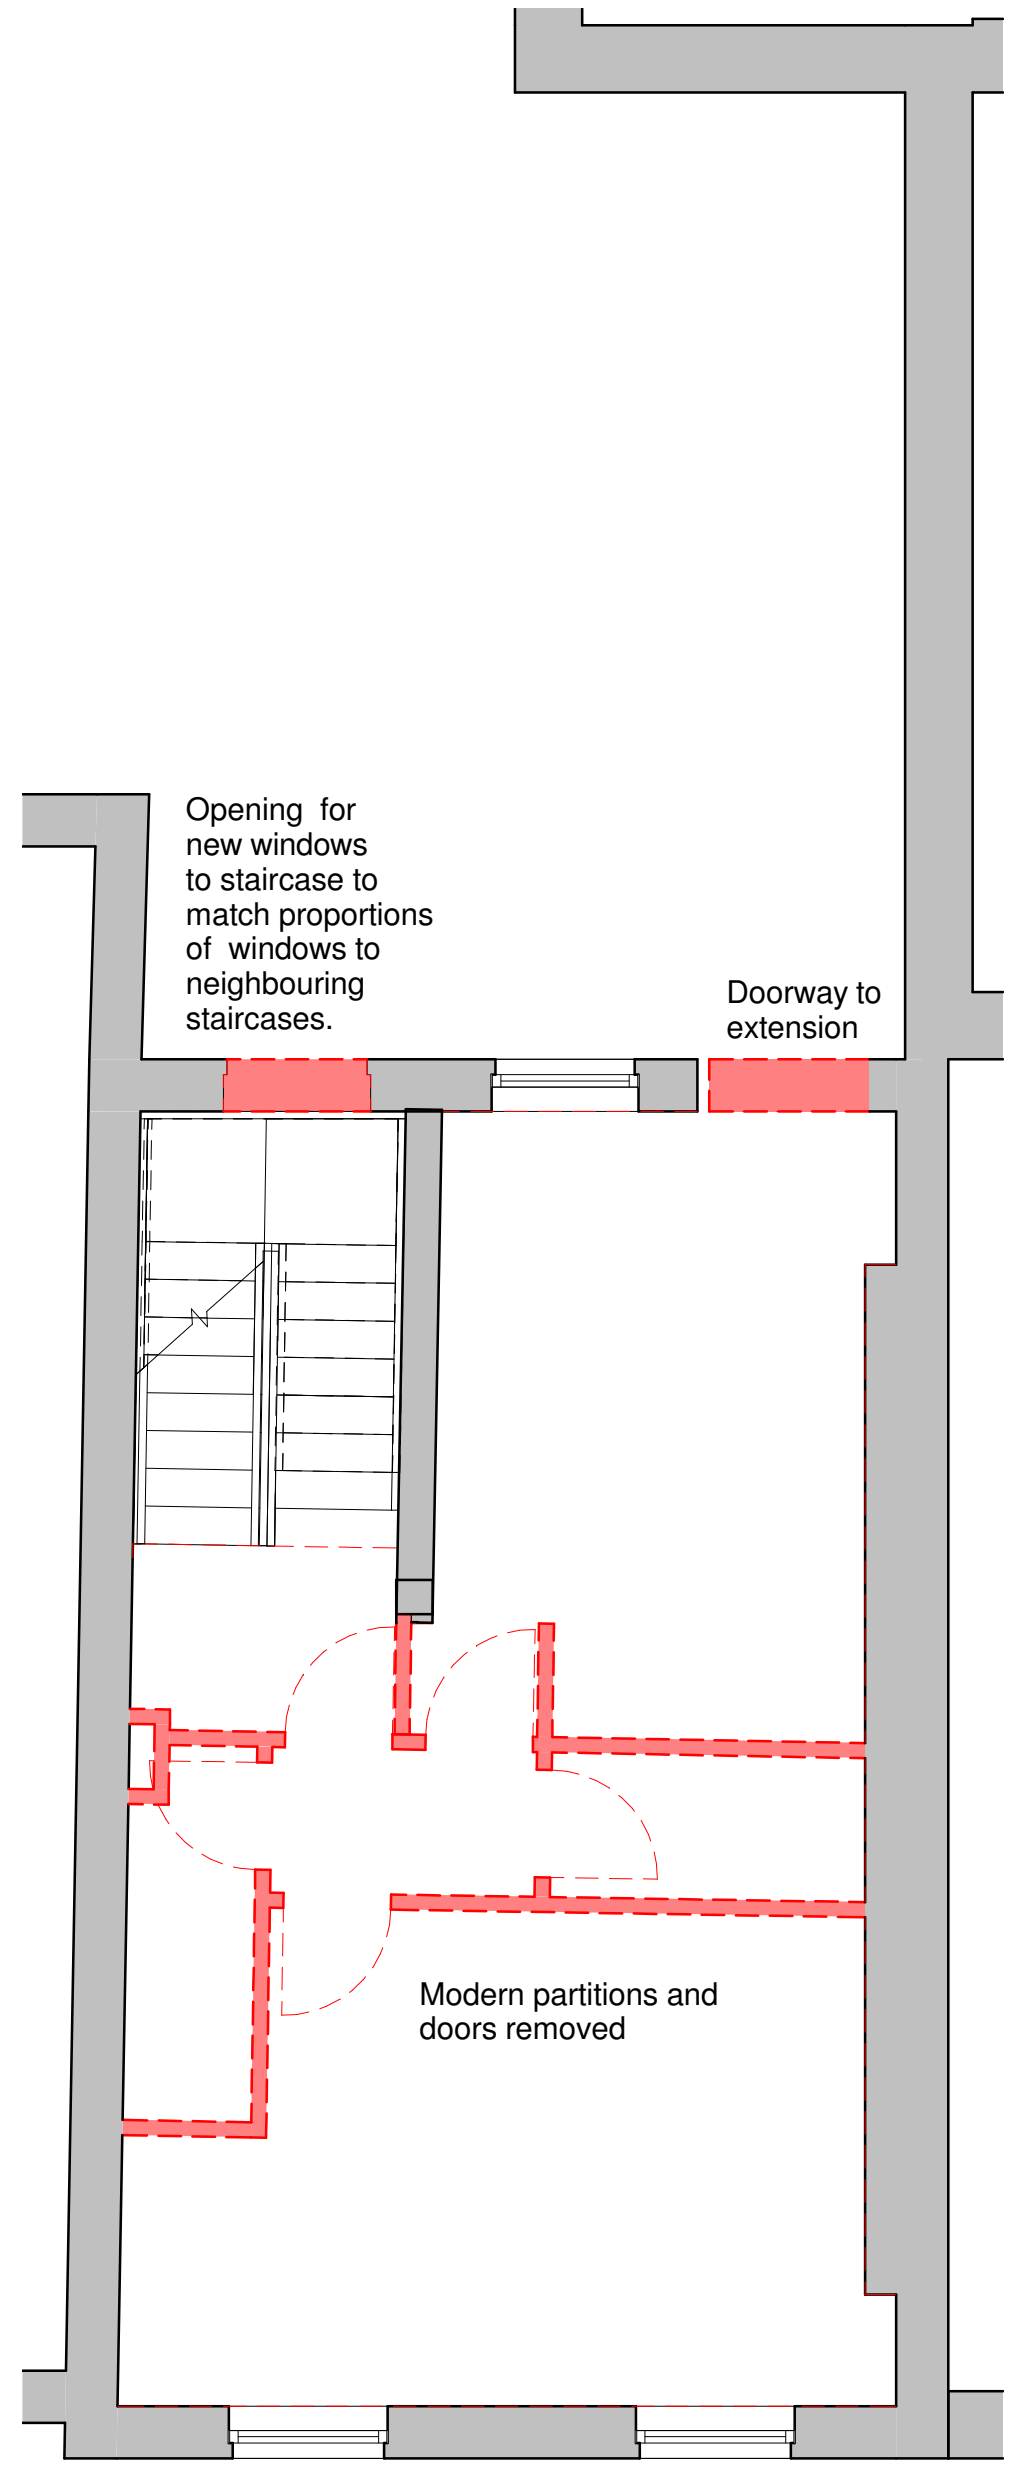 Opening  for
new windows
to staircase to
match proportions
of  windows to
neighbouring
staircases.
Doorway to
extension
Modern partitions and
doors removed